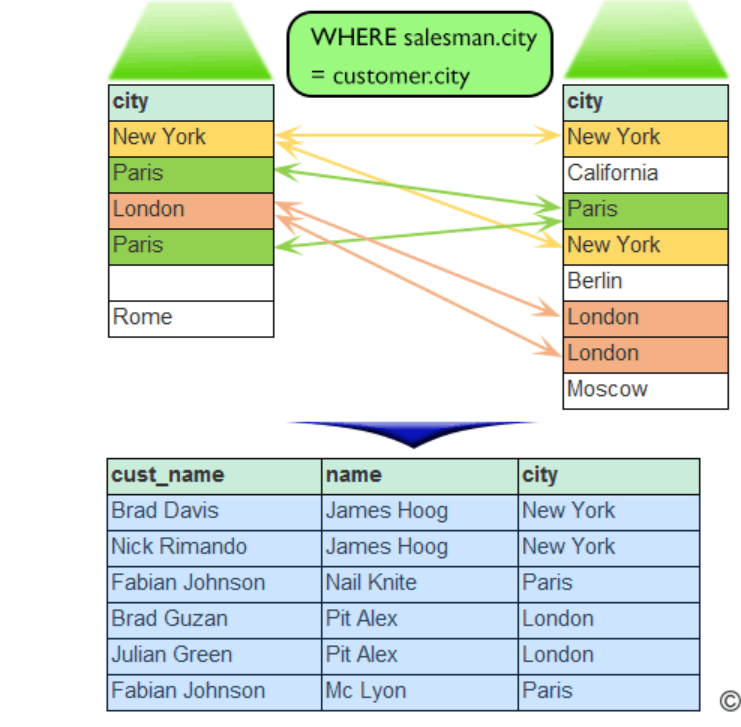 WHERE salesman.city
= customer.city
city
New York
Paris
London
Paris
Rome
city
New York
California
Paris
New York
Berlin
London
London
Moscow
cust_name name city
Brad Davis James Hoog New York
Nick Rimando James Hoog New York
Fabian Johnson Nail Knite Paris
Brad Guzan Pit Alex London
Julian Green Pit Alex London
Fabian Johnson Mc Lyon Paris
©